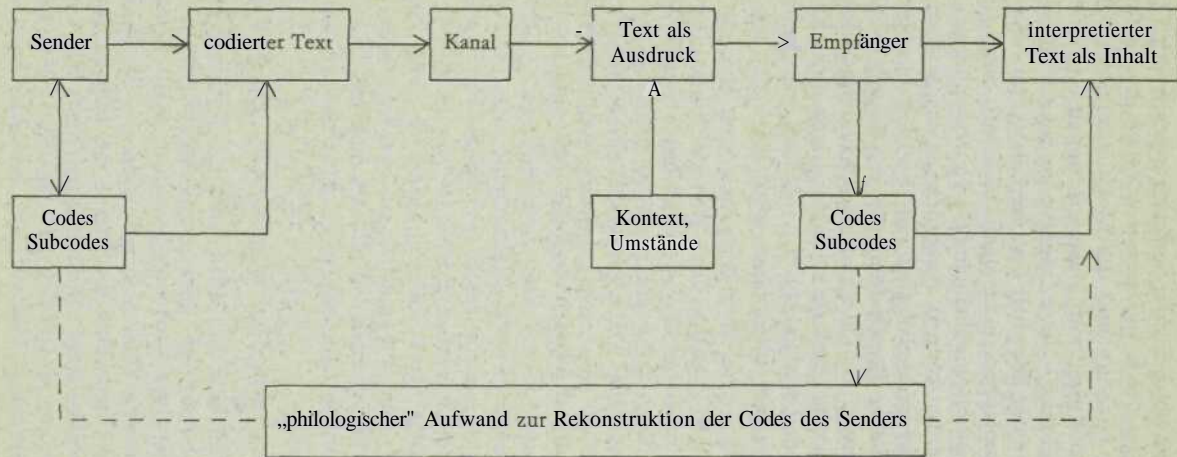 Sender
codierter Text
Kanal
Text als
Ausdruck
Empfänger
interpretierter
Text als Inhalt
Codes
Subcodes
Kontext,
Umstände
Codes
Subcodes
„philologischer" Aufwand zur Rekonstruktion der Codes des Senders